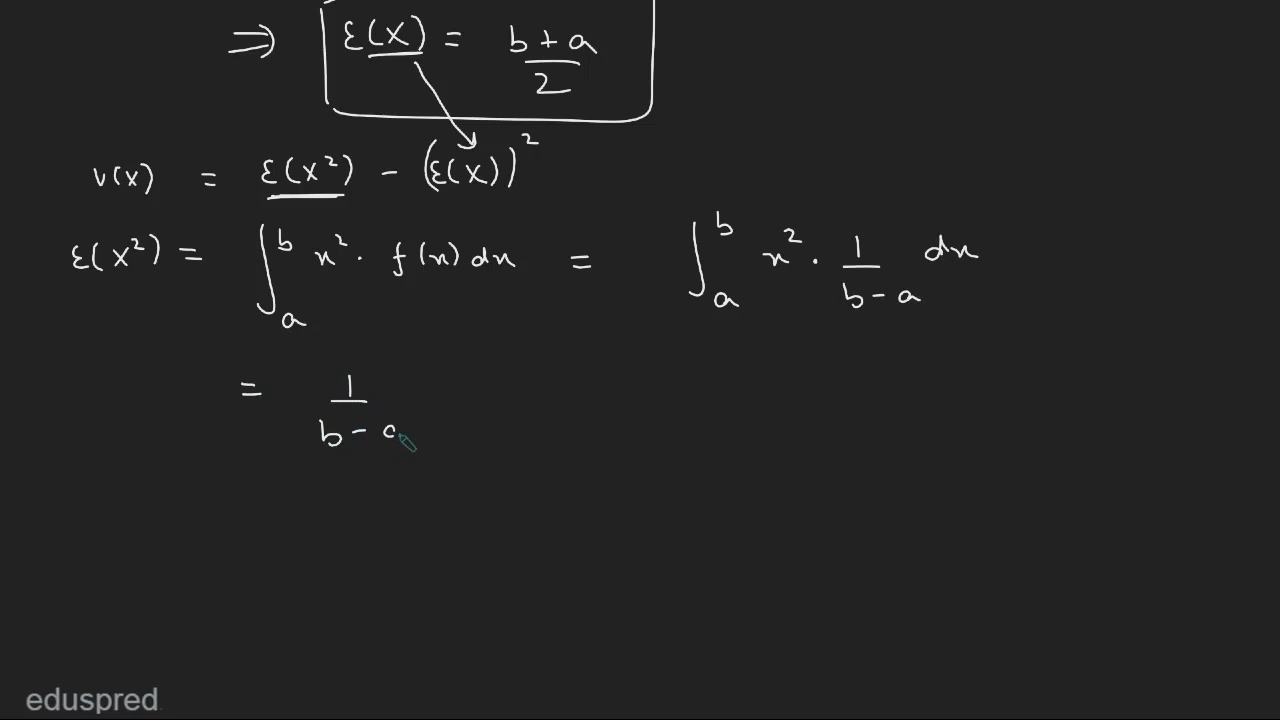 ⇒ E(X) = b+a/2
V(X) = E(X²) - (E(X))²
E(X²) = ∫ₐᵇ x² · f(x) dx = ∫ₐᵇ x² · 1/(b-a) dx
= 1/(b-a
eduspred